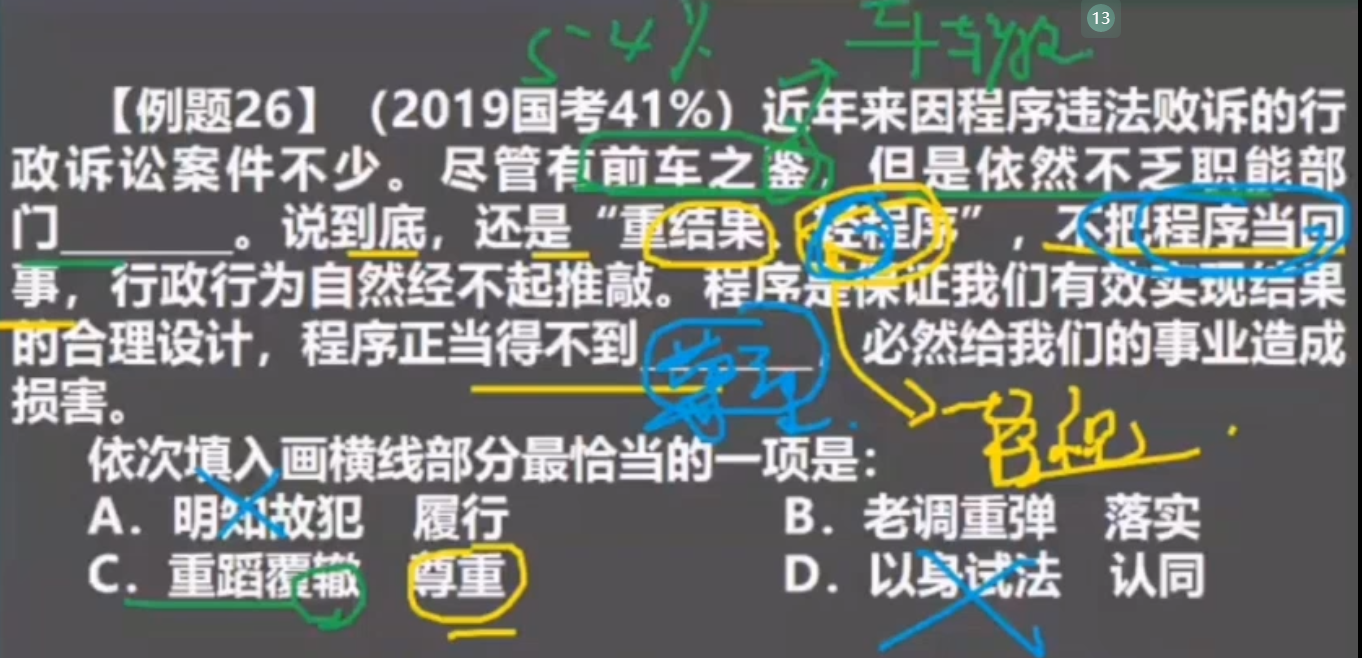 13
5-4%
【例题26】（2019国考41%）近年来因程序违法败诉的行
政诉讼案件不少。尽管有前车之鉴，但是依然不乏职能部
门________。说到底，还是“重结果、轻程序”，不把程序当回
事，行政行为自然经不起推敲。程序是保证我们有效实现结果
的合理设计，程序正当得不到________，必然给我们的事业造成
损害。
尊重
依次填入画横线部分最恰当的一项是：
A．明知故犯 履行 B．老调重弹 落实
C．重蹈覆辙 尊重 D．以身试法 认同